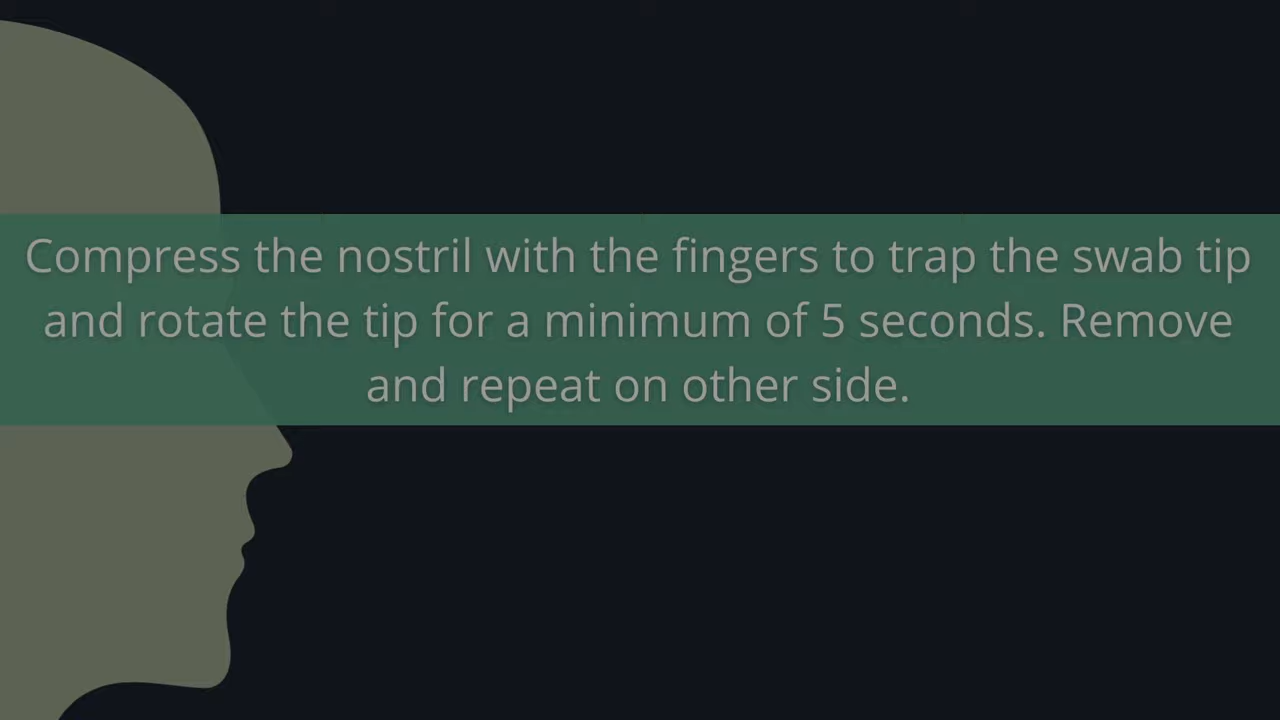 Compress the nostril with the fingers to trap the swab tip
and rotate the tip for a minimum of 5 seconds. Remove
and repeat on other side.